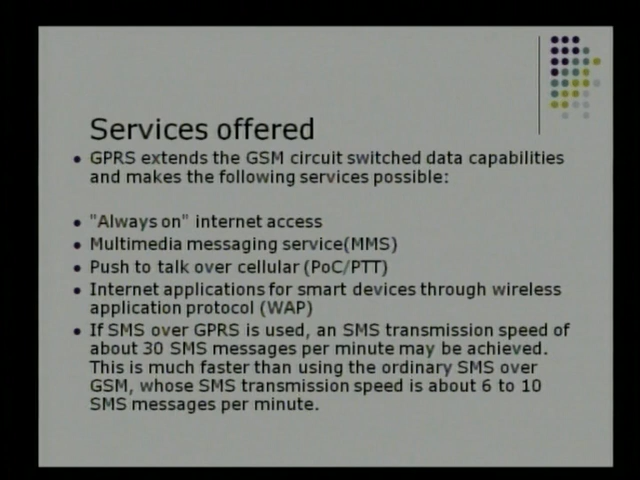 Services offered
GPRS extends the GSM circuit switched data capabilities
and makes the following services possible:
"Always on" internet access
Multimedia messaging service(MMS)
Push to talk over cellular (PoC/PTT)
Internet applications for smart devices through wireless
application protocol (WAP)
If SMS over GPRS is used, an SMS transmission speed of
about 30 SMS messages per minute may be achieved.
This is much faster than using the ordinary SMS over
GSM, whose SMS transmission speed is about 6 to 10
SMS messages per minute.